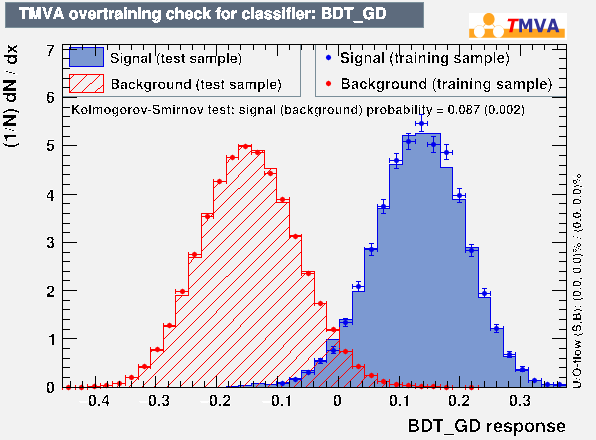 TMVA overtraining check for classifier: BDT_GD
TMVA
(1/N) dN / dx
Signal (test sample)
Background (test sample)
Signal (training sample)
Background (training sample)
Kolmogorov-Smirnov test: signal (background) probability = 0.087 (0.002)
7
6
5
4
3
2
1
0
−0.4 −0.3 −0.2 −0.1 0 0.1 0.2 0.3
BDT_GD response
U/O-flow (S,B): (0.0, 0.0)% / (0.0, 0.0)%